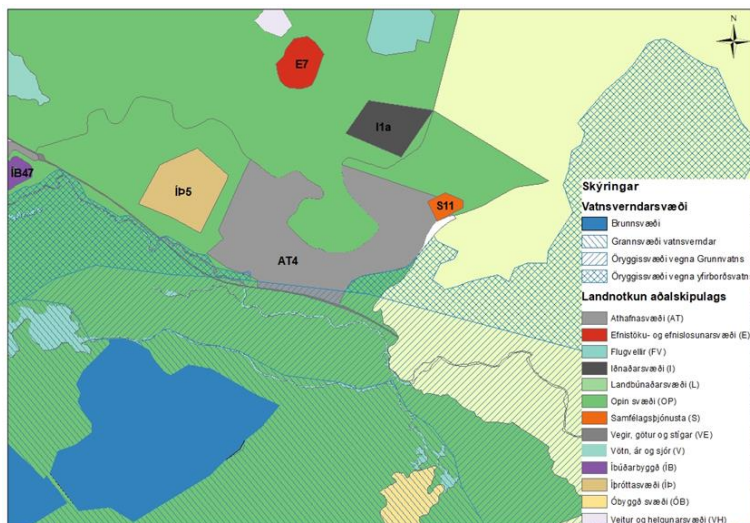 N
E7
I1a
ÍB47
ÍÞ5
S11
AT4
Skýringar
Vatnsverndarsvæði
Brunnsvæði
Grannsvæði vatnsverndar
Öryggissvæði vegna Grunnvatns
Öryggissvæði vegna yfirborðsvatns
Landnotkun aðalskipulags
Athafnasvæði (AT)
Efnistöku- og efnislosunarsvæði (E)
Flugvellir (FV)
Iðnaðarsvæði (I)
Landbúnaðarsvæði (L)
Opin svæði (OP)
Samfélagsþjónusta (S)
Vegir, götur og stígar (VE)
Vötn, ár og sjór (V)
Íbúðarbyggð (ÍB)
Íþróttasvæði (ÍÞ)
Óbyggð svæði (ÓB)
Veitur og helgunarsvæði (VH)